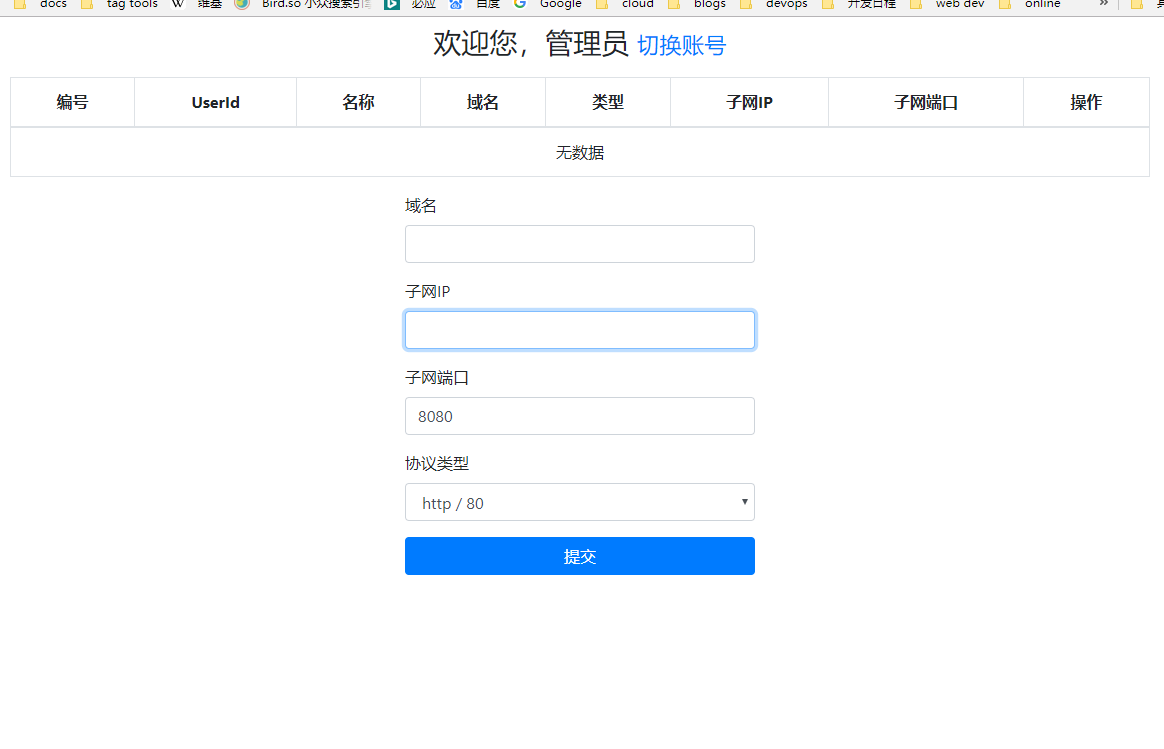 docs tag tools 维基 Bird.so 小众搜索引 必应 百度 Google cloud blogs devops 开发日程 web dev online »
欢迎您，管理员 切换账号
编号 UserId 名称 域名 类型 子网IP 子网端口 操作
无数据
域名
子网IP
子网端口
8080
协议类型
http / 80
提交